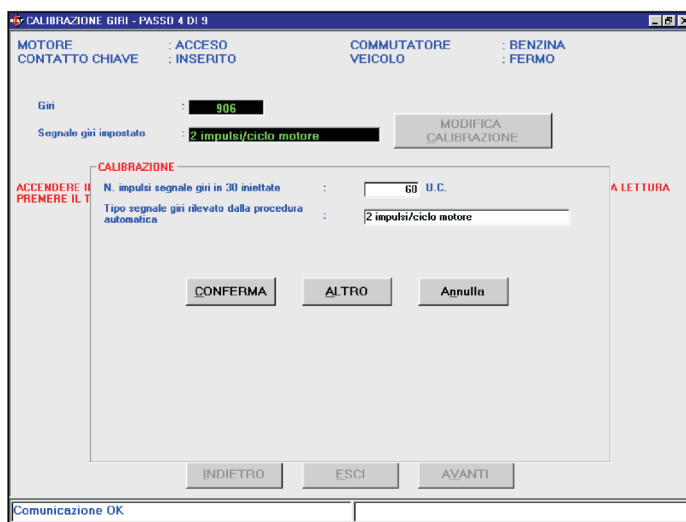 CALIBRAZIONE GIRI - PASSO 4 DI 9
MOTORE : ACCESO COMMUTATORE : BENZINA
CONTATTO CHIAVE : INSERITO VEICOLO : FERMO
Giri : 906
Segnale giri impostato : 2 impulsi/ciclo motore
MODIFICA
CALIBRAZIONE
CALIBRAZIONE
ACCENDERE A LETTURA
PREMERE IL
N. impulsi segnale giri in 30 iniettate : 60 U.C.
Tipo segnale giri rilevato dalla procedura
automatica : 2 impulsi/ciclo motore
CONFERMA ALTRO Annulla
INDIETRO ESCI AVANTI
Comunicazione OK